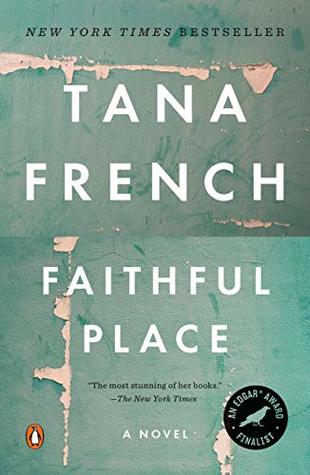 NEW YORK TIMES BESTSELLER
TANA
FRENCH
FAITHFUL
PLACE
"The most stunning of her books."
—The New York Times
A NOVEL
AN EDGAR® AWARD
FINALIST